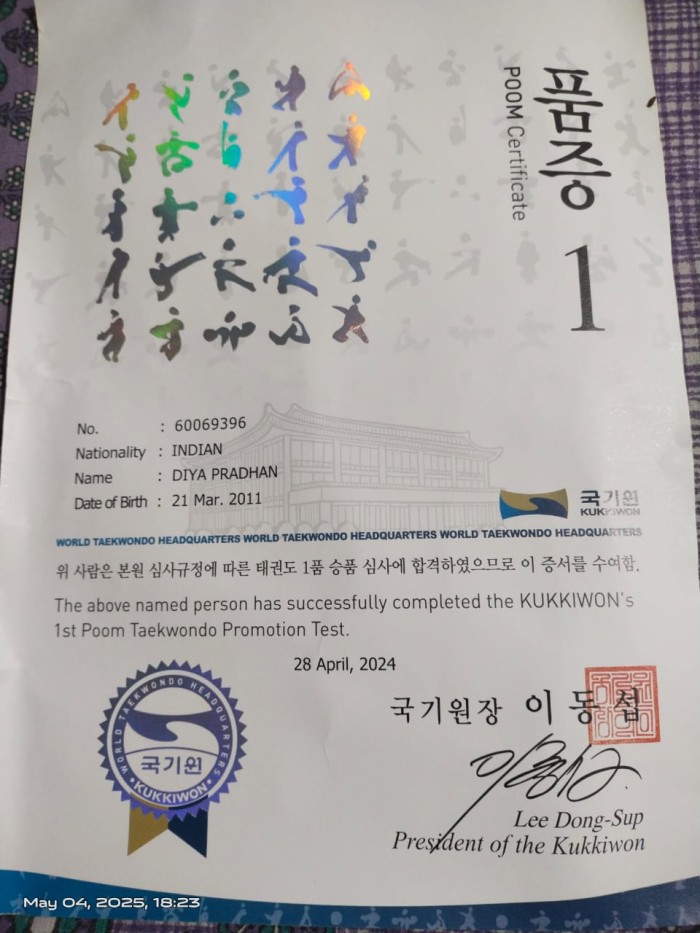 품증
POOM Certificate
1
No. : 60069396
Nationality : INDIAN
Name : DIYA PRADHAN
Date of Birth : 21 Mar. 2011
국기원
KUKKIWON
WORLD TAEKWONDO HEADQUARTERS WORLD TAEKWONDO HEADQUARTERS WORLD TAEKWONDO HEADQUARTERS
위 사람은 본원 심사규정에 따른 태권도 1품 승품 심사에 합격하였으므로 이 증서를 수여함.
The above named person has successfully completed the KUKKIWON's
1st Poom Taekwondo Promotion Test.
28 April, 2024
국기원장 이동섭
WORLD TAEKWONDO HEADQUARTERS
국기원
KUKKIWON
Lee Dong-Sup
President of the Kukkiwon
May 04, 2025, 18:23